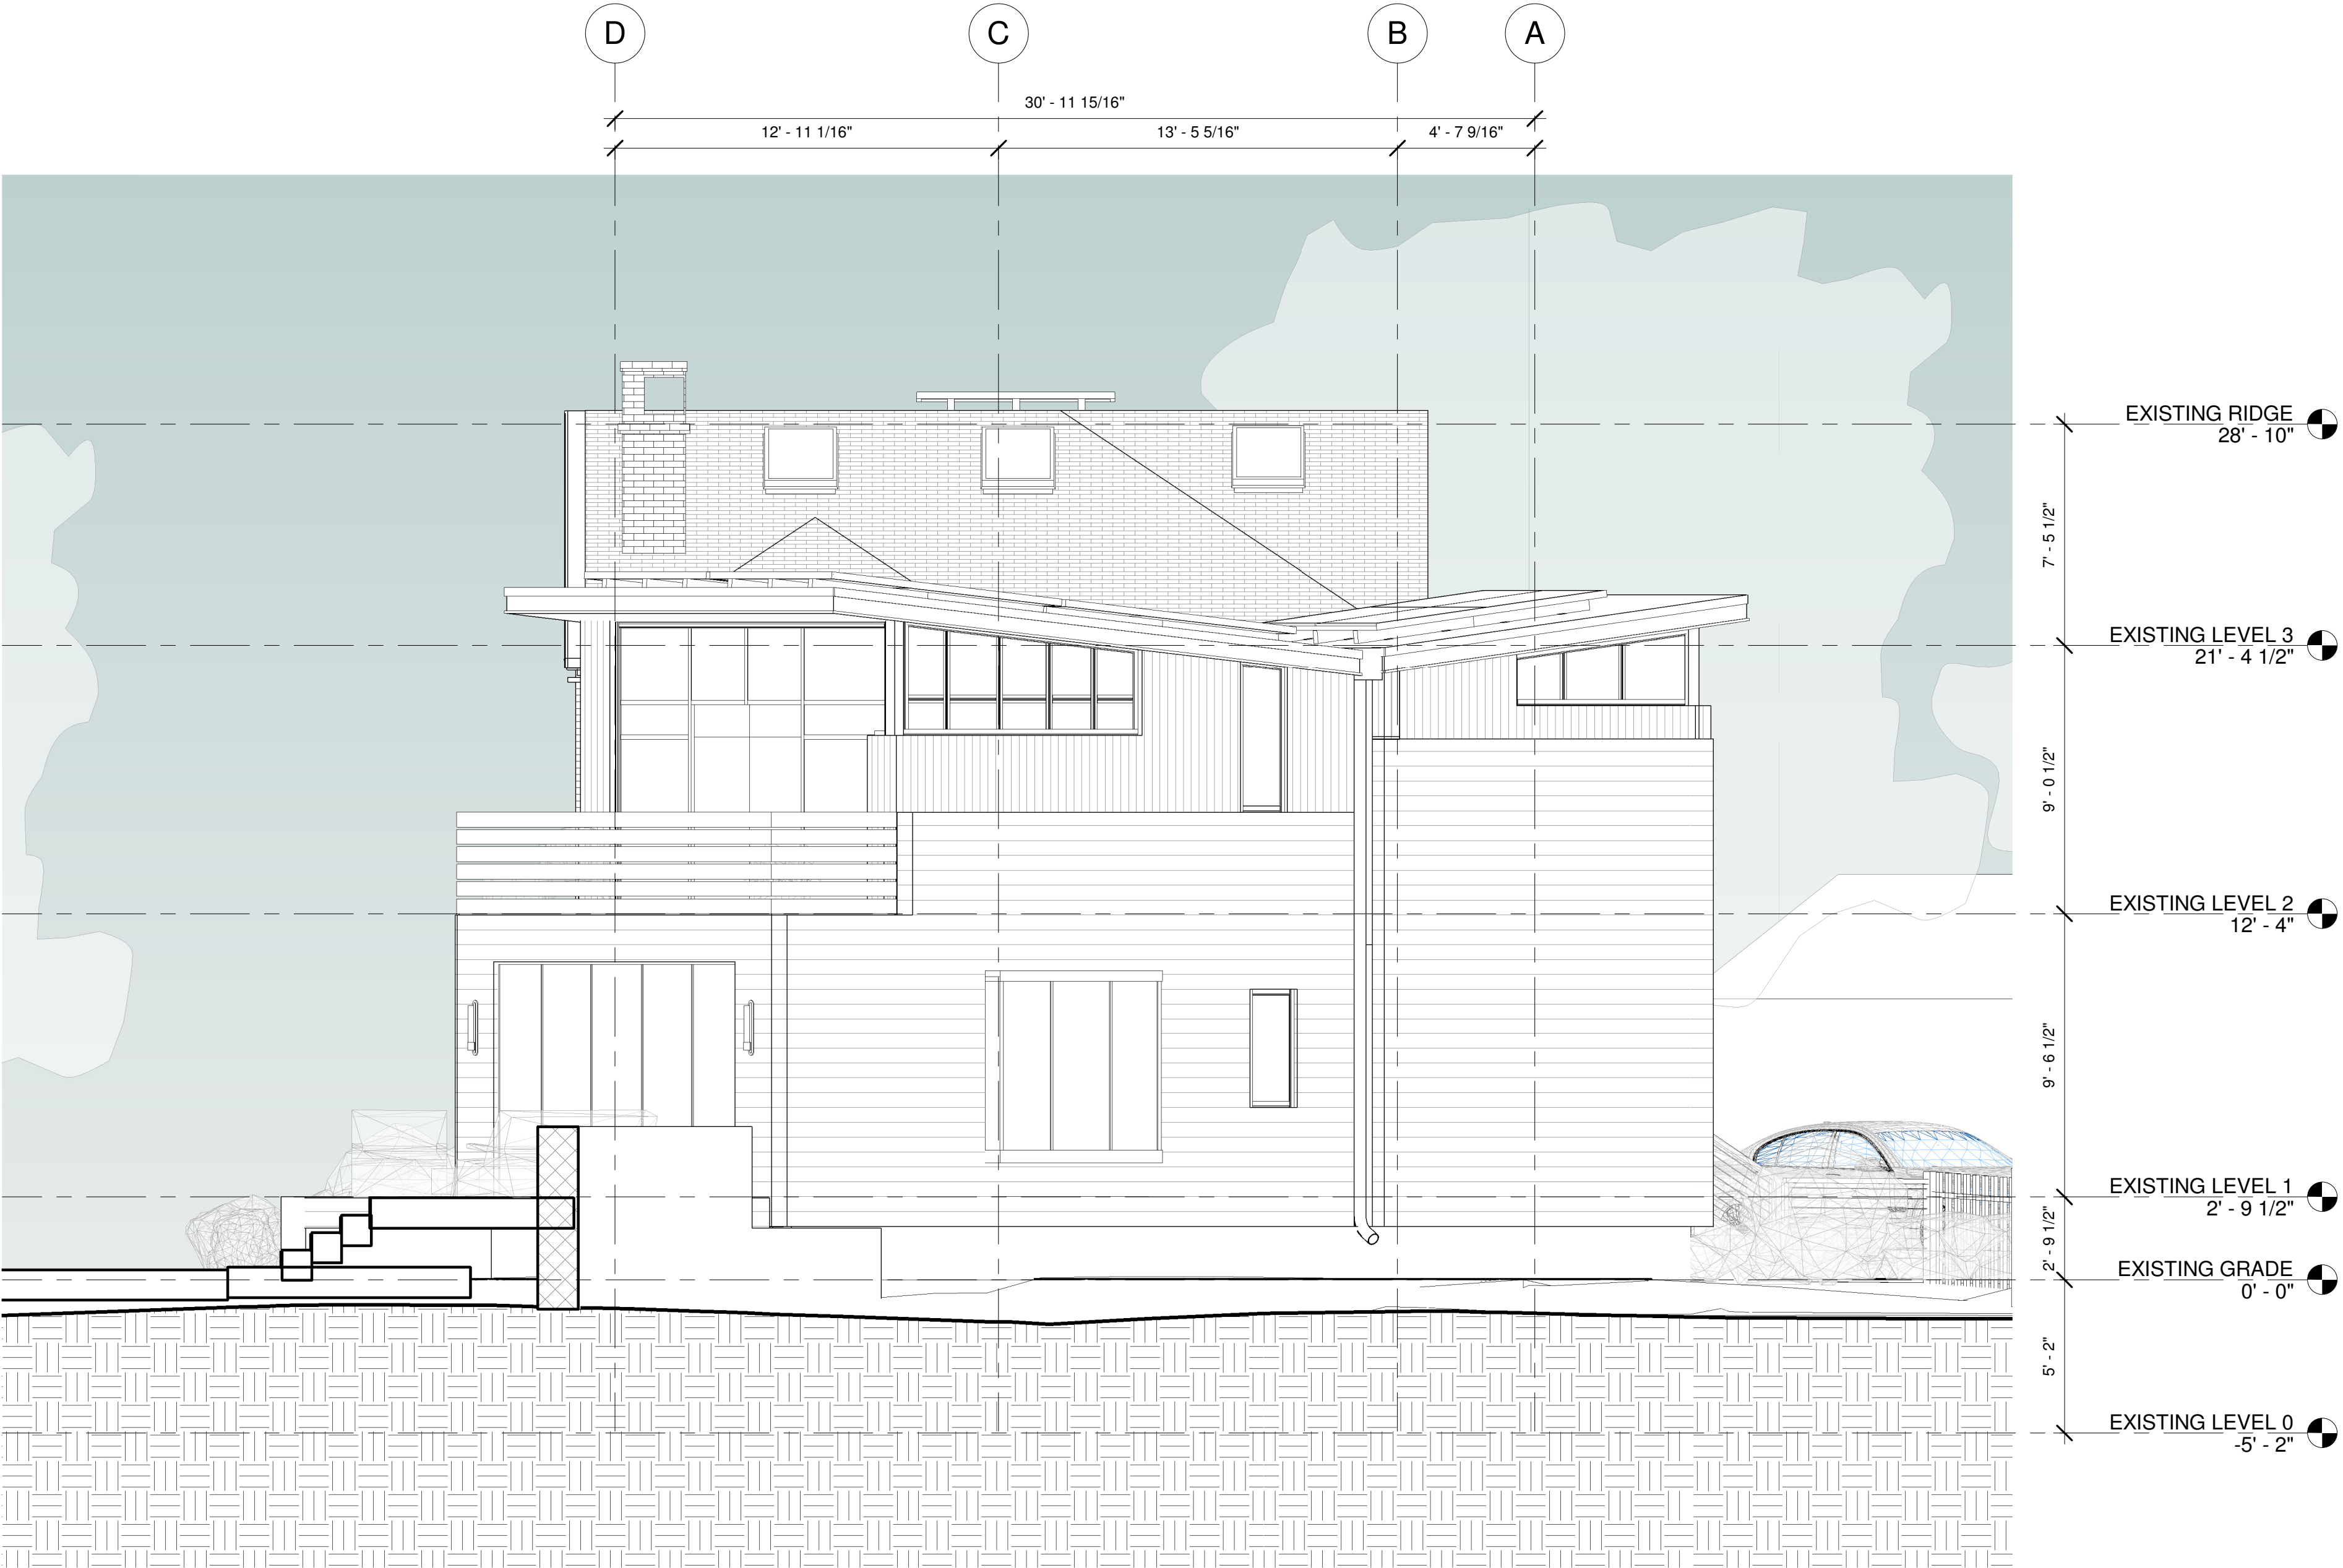 D C B A
30' - 11 15/16"
12' - 11 1/16" 13' - 5 5/16" 4' - 7 9/16"
EXISTING RIDGE
28' - 10"
7' - 5 1/2"
EXISTING LEVEL 3
21' - 4 1/2"
9' - 0 1/2"
EXISTING LEVEL 2
12' - 4"
9' - 6 1/2"
EXISTING LEVEL 1
2' - 9 1/2"
2' - 9 1/2"
EXISTING GRADE
0' - 0"
5' - 2"
EXISTING LEVEL 0
-5' - 2"